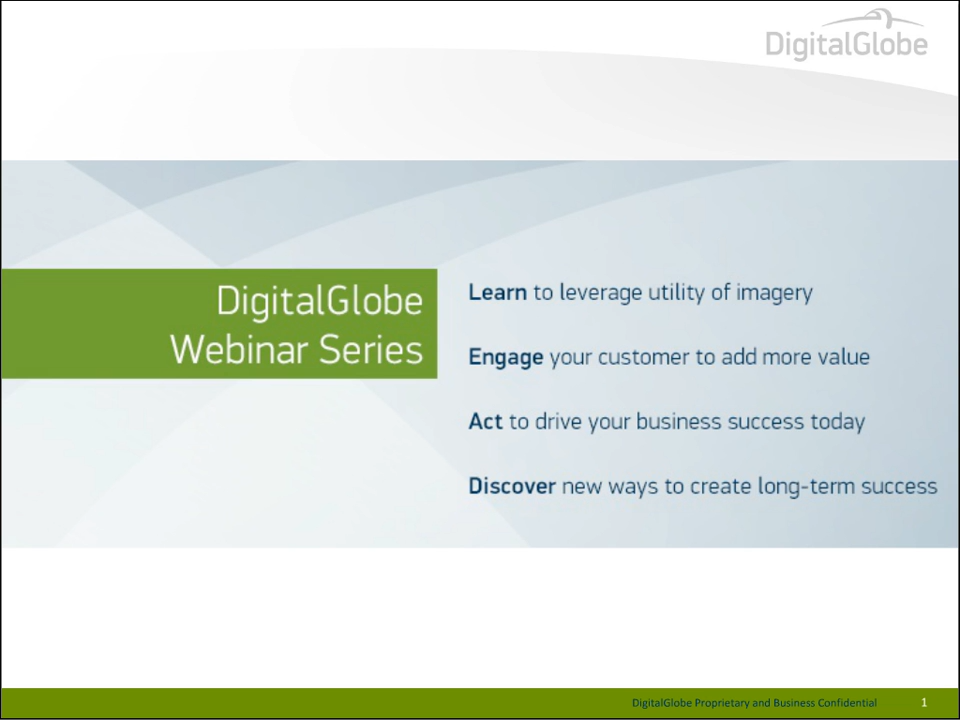 DigitalGlobe
DigitalGlobe
Webinar Series
Learn to leverage utility of imagery
Engage your customer to add more value
Act to drive your business success today
Discover new ways to create long-term success
DigitalGlobe Proprietary and Business Confidential 1